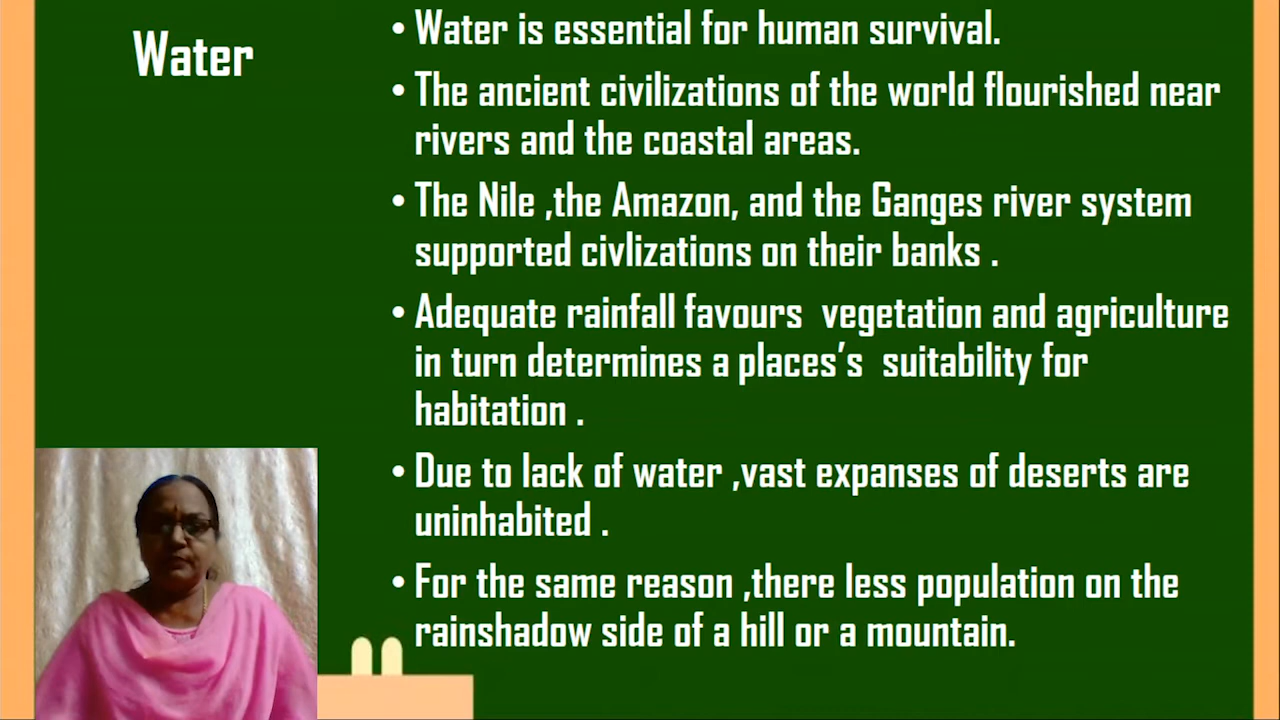 Water
• Water is essential for human survival.
• The ancient civilizations of the world flourished near
rivers and the coastal areas.
• The Nile ,the Amazon, and the Ganges river system
supported civlizations on their banks .
• Adequate rainfall favours  vegetation and agriculture
in turn determines a places’s  suitability for
habitation .
• Due to lack of water ,vast expanses of deserts are
uninhabited .
• For the same reason ,there less population on the
rainshadow side of a hill or a mountain.